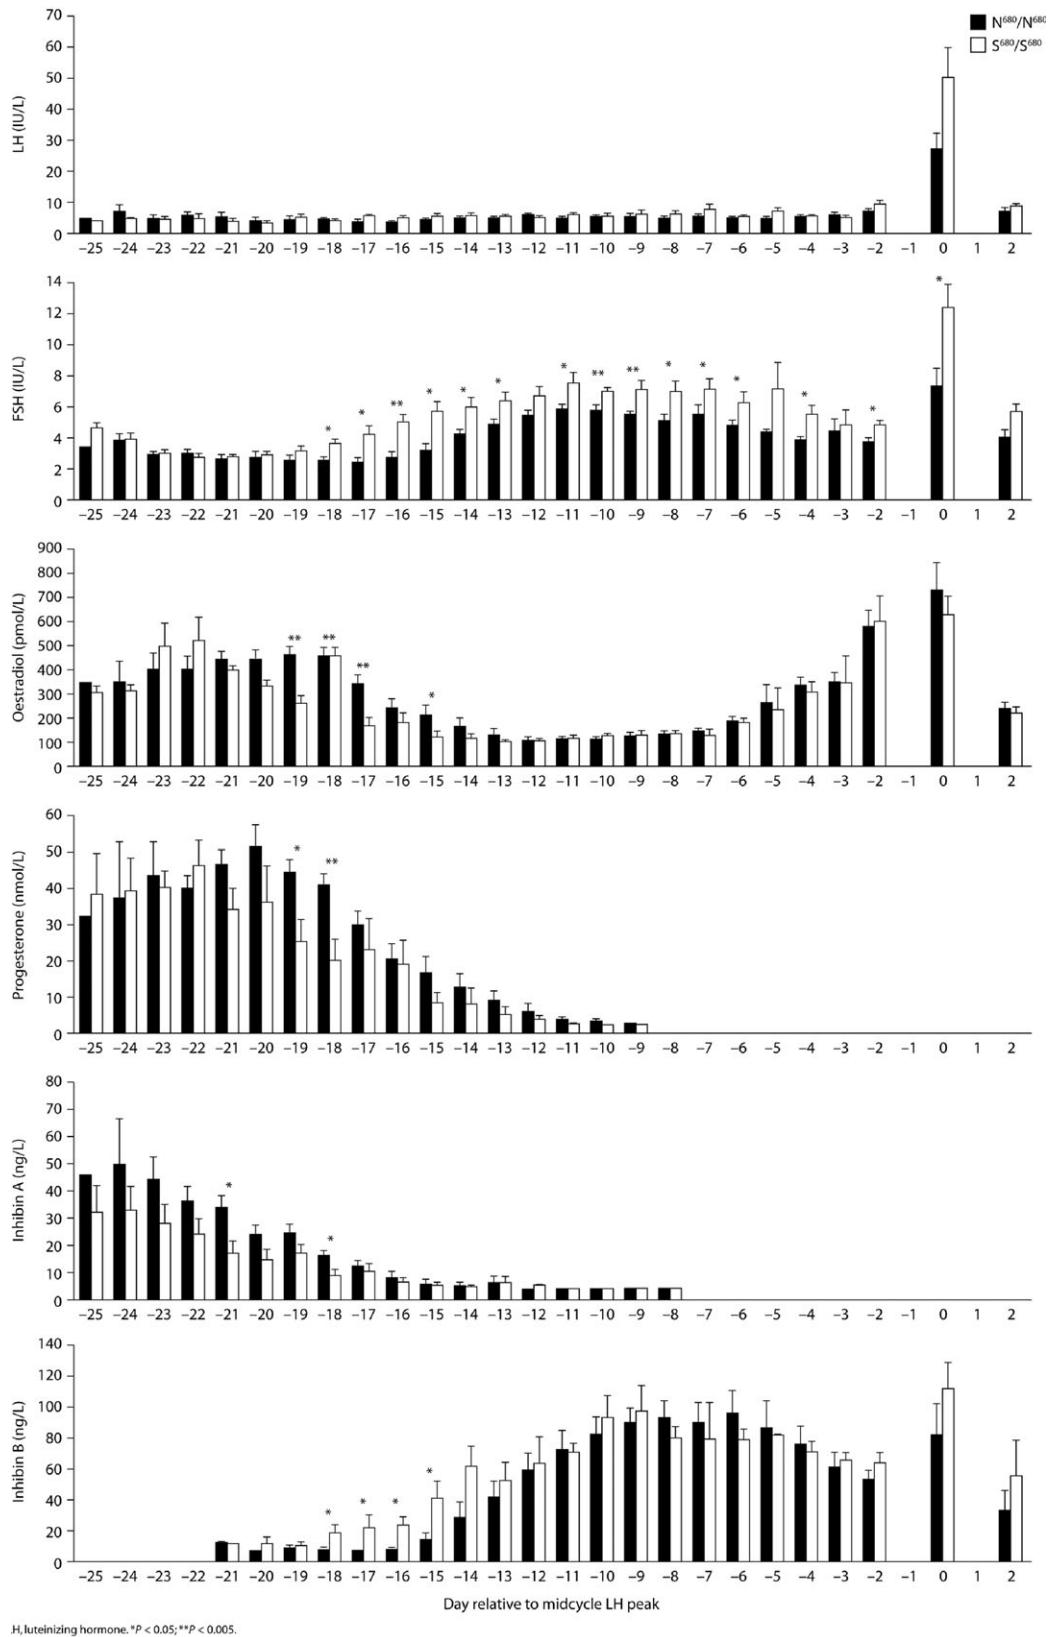 N⁶⁸⁰/N⁶⁸⁰
S⁶⁸⁰/S⁶⁸⁰
LH (IU/L)
70
60
50
40
30
20
10
0
–25 –24 –23 –22 –21 –20 –19 –18 –17 –16 –15 –14 –13 –12 –11 –10 –9 –8 –7 –6 –5 –4 –3 –2 –1 0 1 2
FSH (IU/L)
14
12
10
8
6
4
2
0
* ** * * * * ** ** * * * * * *
–25 –24 –23 –22 –21 –20 –19 –18 –17 –16 –15 –14 –13 –12 –11 –10 –9 –8 –7 –6 –5 –4 –3 –2 –1 0 1 2
Oestradiol (pmol/L)
900
800
700
600
500
400
300
200
100
0
** ** ** *
–25 –24 –23 –22 –21 –20 –19 –18 –17 –16 –15 –14 –13 –12 –11 –10 –9 –8 –7 –6 –5 –4 –3 –2 –1 0 1 2
Progesterone (nmol/L)
60
50
40
30
20
10
0
* **
–25 –24 –23 –22 –21 –20 –19 –18 –17 –16 –15 –14 –13 –12 –11 –10 –9 –8 –7 –6 –5 –4 –3 –2 –1 0 1 2
Inhibin A (ng/L)
80
70
60
50
40
30
20
10
0
* *
–25 –24 –23 –22 –21 –20 –19 –18 –17 –16 –15 –14 –13 –12 –11 –10 –9 –8 –7 –6 –5 –4 –3 –2 –1 0 1 2
Inhibin B (ng/L)
140
120
100
80
60
40
20
0
* * * *
–25 –24 –23 –22 –21 –20 –19 –18 –17 –16 –15 –14 –13 –12 –11 –10 –9 –8 –7 –6 –5 –4 –3 –2 –1 0 1 2
Day relative to midcycle LH peak
.H, luteinizing hormone. *P < 0.05; **P < 0.005.